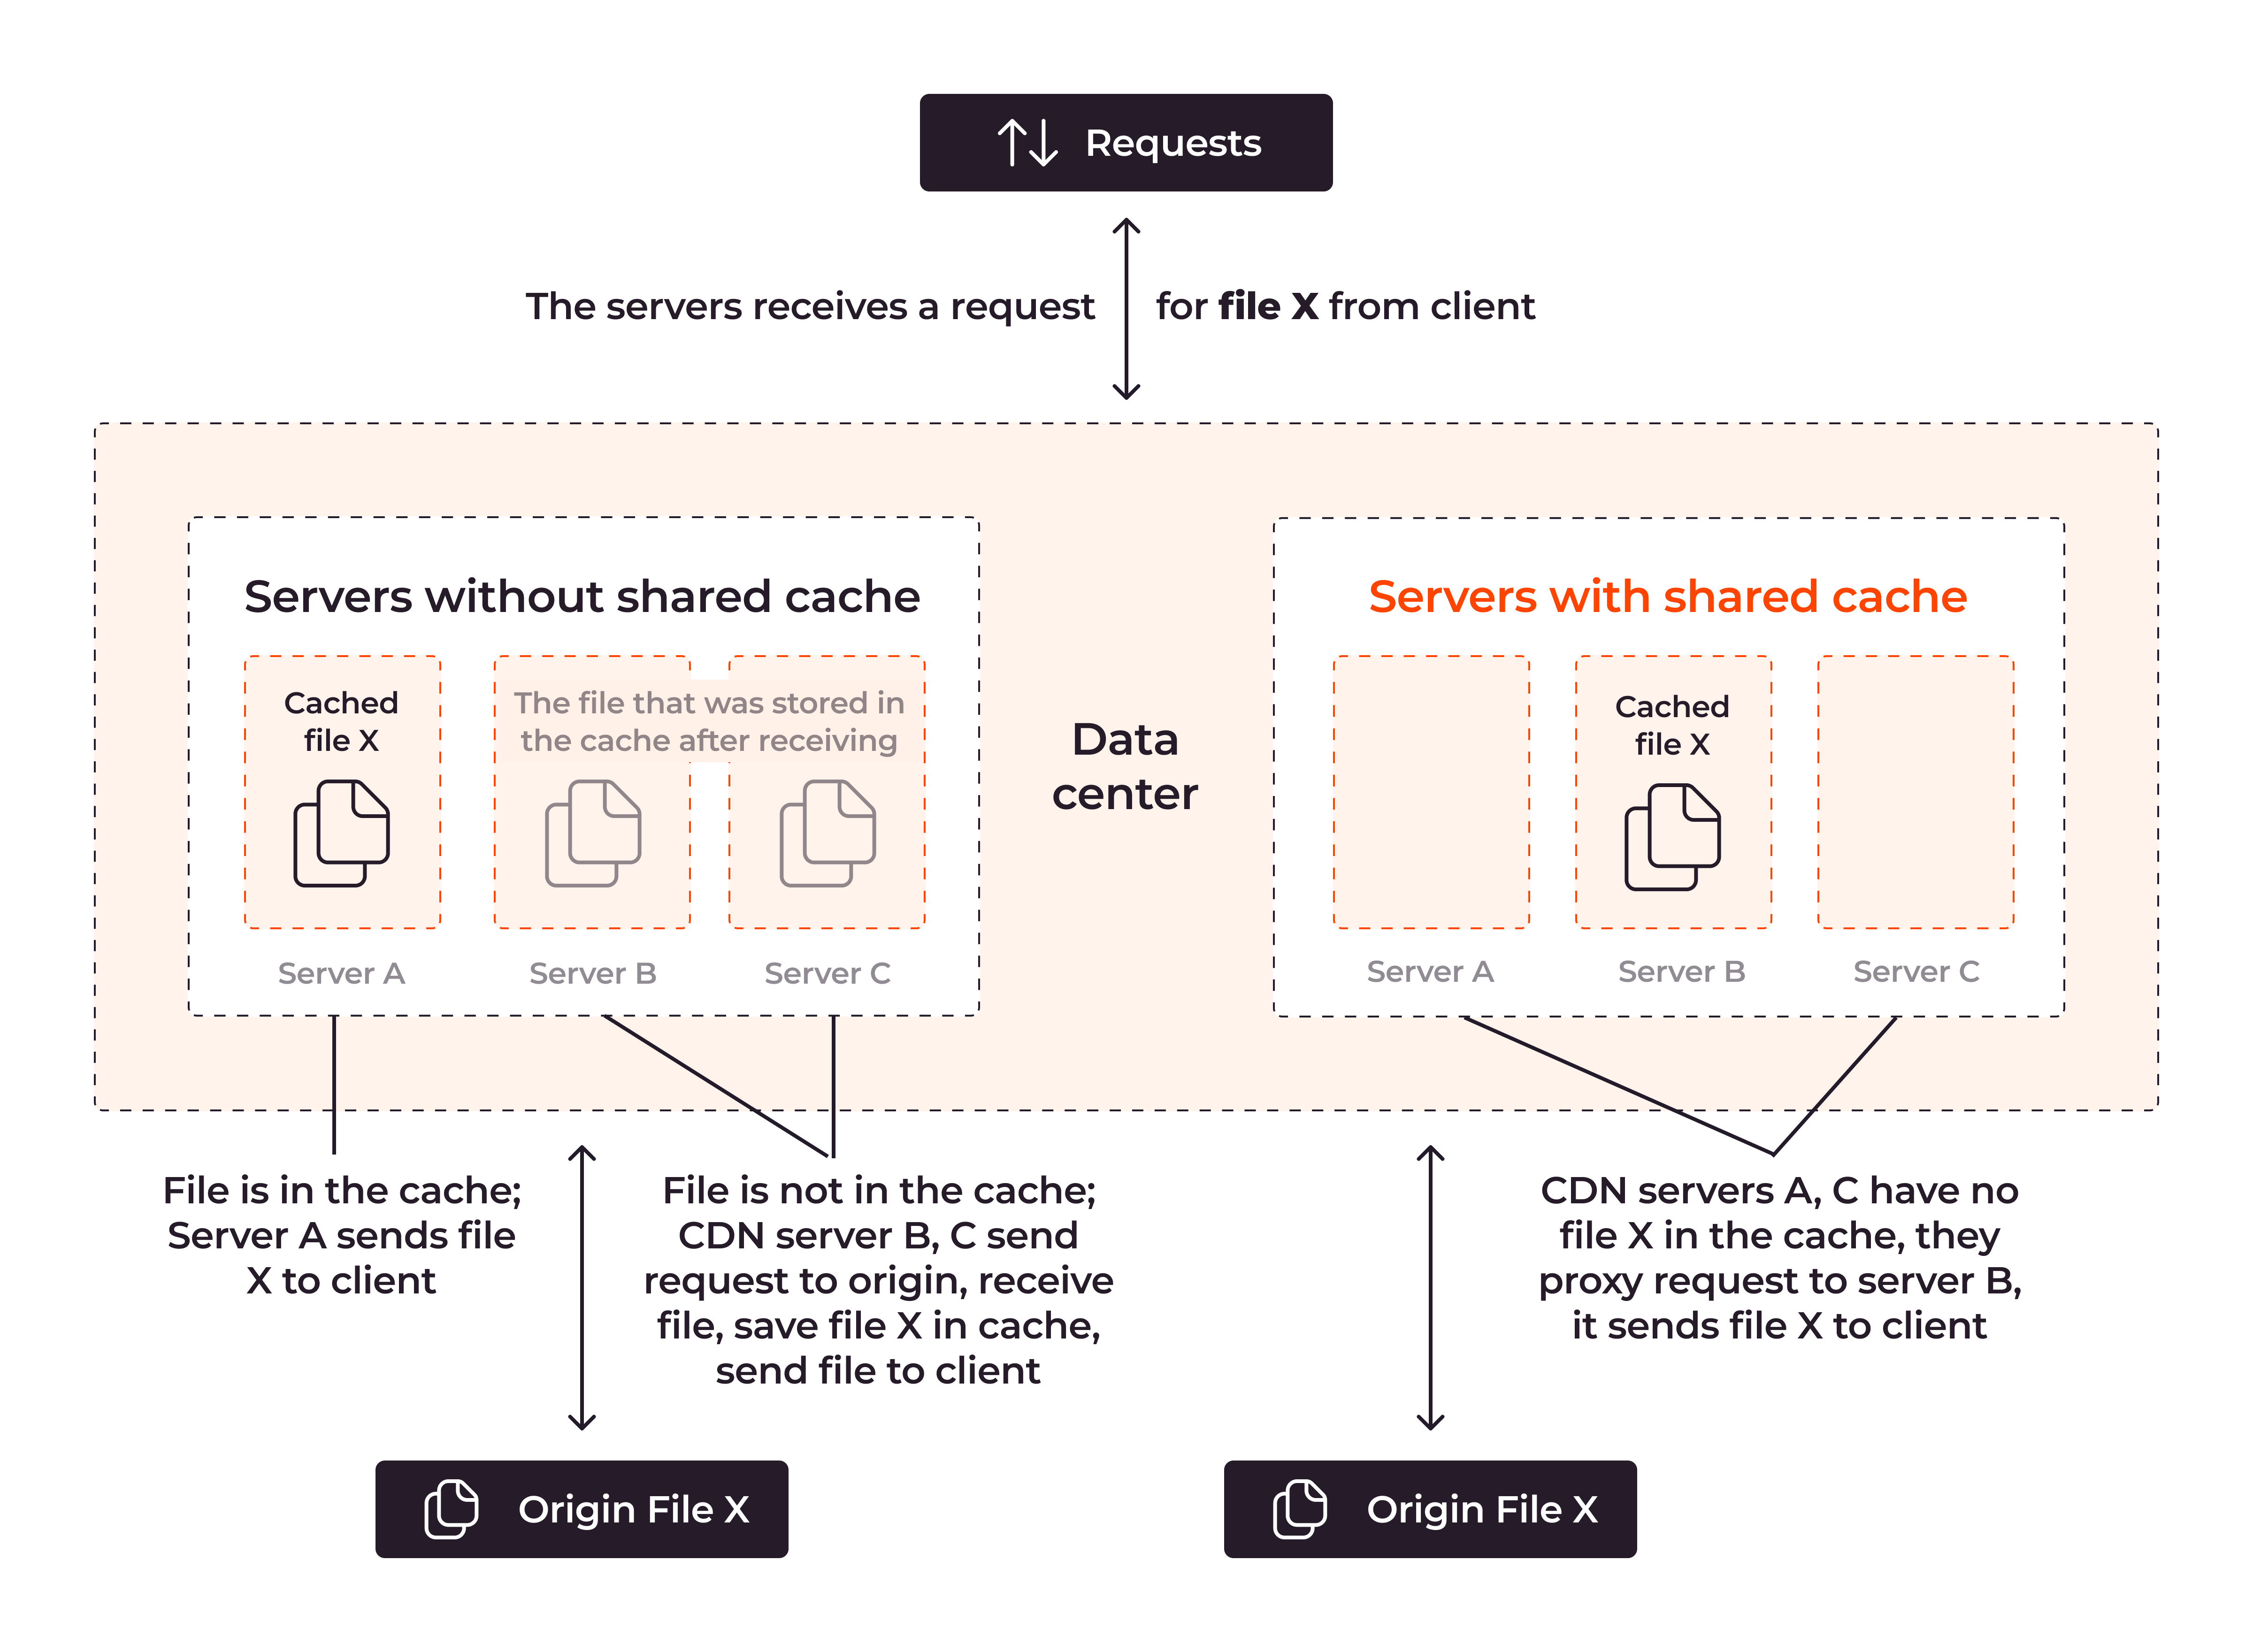 Requests
The servers receives a request for file X from client
Servers without shared cache
Cached
file X
The file that was stored in
the cache after receiving
Server A
Server B
Server C
Data
center
Servers with shared cache
Cached
file X
Server A
Server B
Server C
File is in the cache;
Server A sends file
X to client
File is not in the cache;
CDN server B, C send
request to origin, receive
file, save file X in cache,
send file to client
CDN servers A, C have no
file X in the cache, they
proxy request to server B,
it sends file X to client
Origin File X
Origin File X